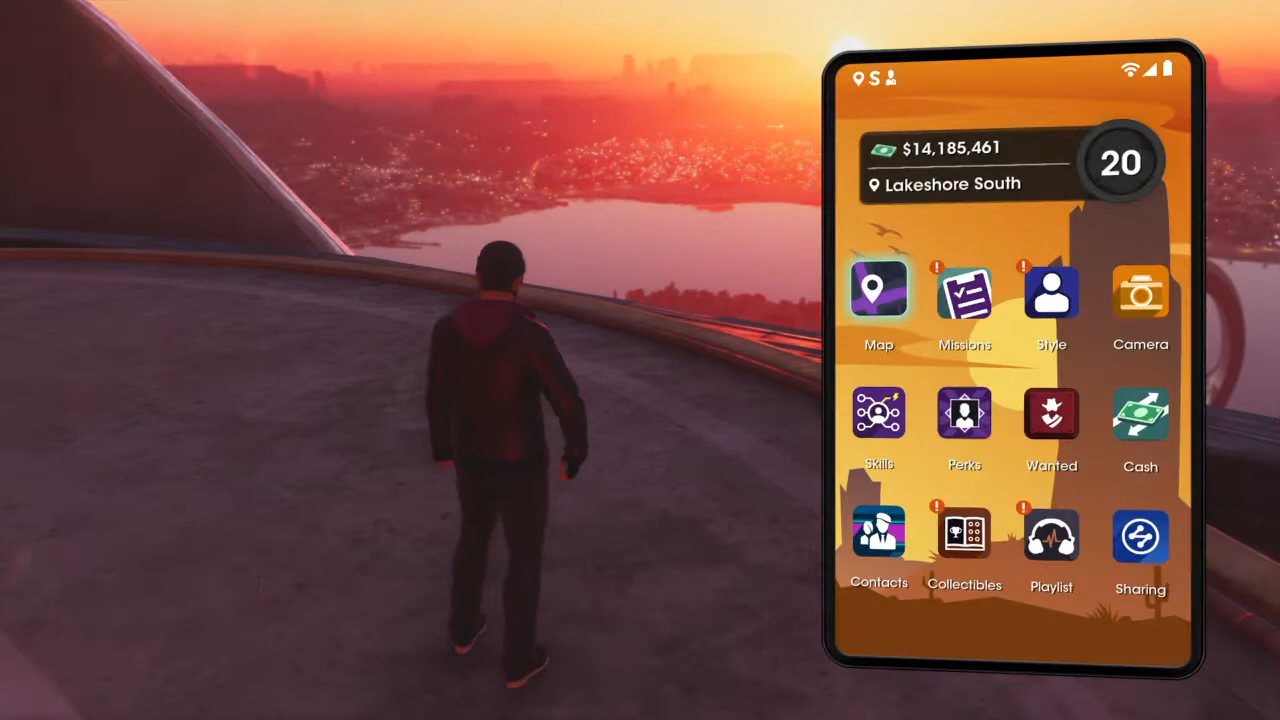 S
$14,185,461
20
Lakeshore South
Map
Missions
Style
Camera
Skills
Perks
Wanted
Cash
Contacts
Collectibles
Playlist
Sharing